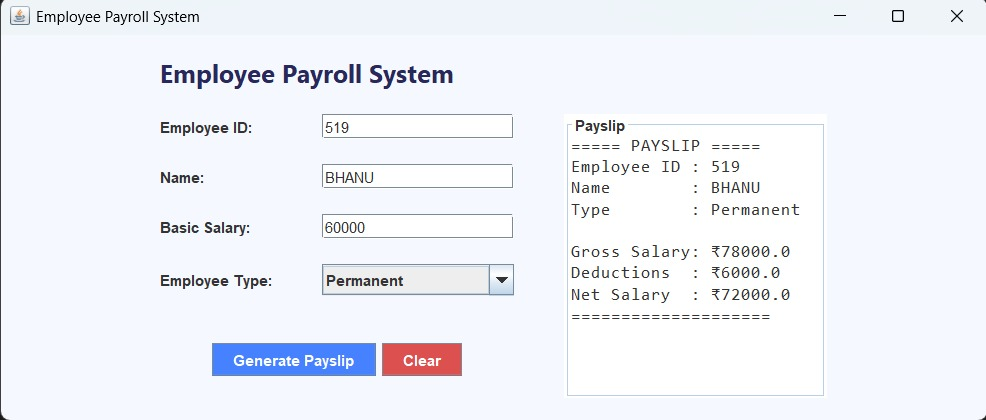 Employee Payroll System
Employee Payroll System
Employee ID:
519
Name:
BHANU
Basic Salary:
60000
Employee Type:
Permanent
Generate Payslip
Clear
Payslip
===== PAYSLIP =====
Employee ID : 519
Name        : BHANU
Type        : Permanent
Gross Salary: ₹78000.0
Deductions  : ₹6000.0
Net Salary  : ₹72000.0
====================